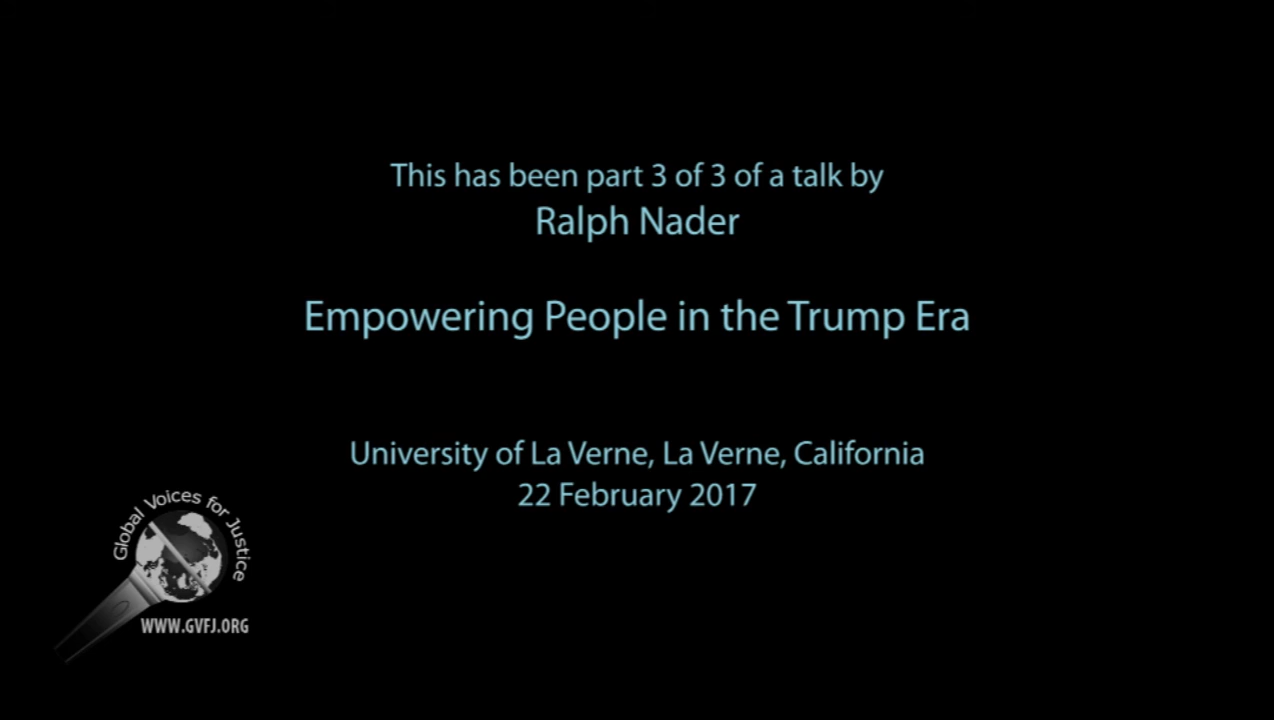 This has been part 3 of 3 of a talk by
Ralph Nader
Empowering People in the Trump Era
University of La Verne, La Verne, California
22 February 2017
Global Voices for Justice
WWW.GVFJ.ORG